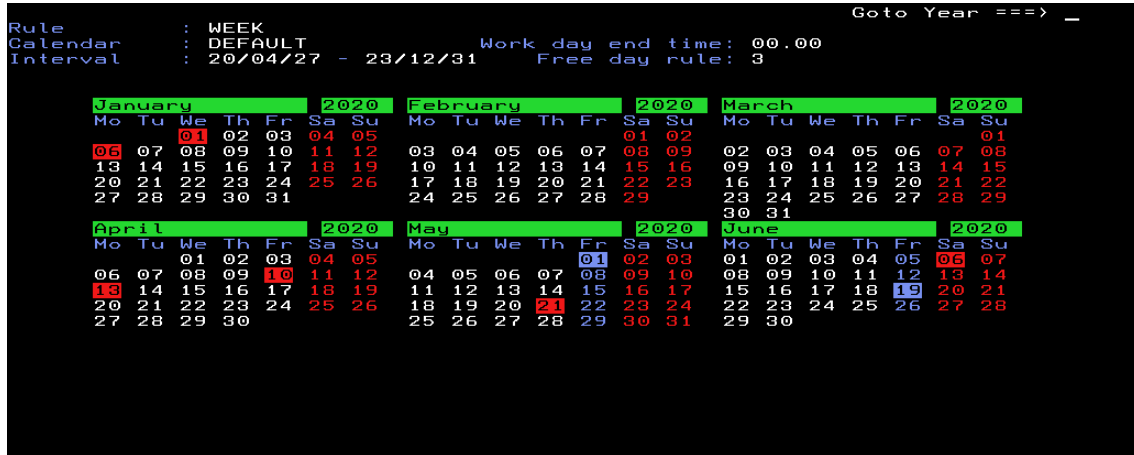 Goto Year ===> _
Rule : WEEK
Calendar : DEFAULT Work day end time: 00.00
Interval : 20/04/27 - 23/12/31 Free day rule: 3
January 2020 February 2020 March 2020
Mo Tu We Th Fr Sa Su Mo Tu We Th Fr Sa Su Mo Tu We Th Fr Sa Su
01 02 03 04 05 01 02 01
06 07 08 09 10 11 12 03 04 05 06 07 08 09 02 03 04 05 06 07 08
13 14 15 16 17 18 19 10 11 12 13 14 15 16 09 10 11 12 13 14 15
20 21 22 23 24 25 26 17 18 19 20 21 22 23 16 17 18 19 20 21 22
27 28 29 30 31 24 25 26 27 28 29 23 24 25 26 27 28 29
30 31
April 2020 May 2020 June 2020
Mo Tu We Th Fr Sa Su Mo Tu We Th Fr Sa Su Mo Tu We Th Fr Sa Su
01 02 03 04 05 01 02 03 01 02 03 04 05 06 07
06 07 08 09 10 11 12 04 05 06 07 08 09 10 08 09 10 11 12 13 14
13 14 15 16 17 18 19 11 12 13 14 15 16 17 15 16 17 18 19 20 21
20 21 22 23 24 25 26 18 19 20 21 22 23 24 22 23 24 25 26 27 28
27 28 29 30 25 26 27 28 29 30 31 29 30